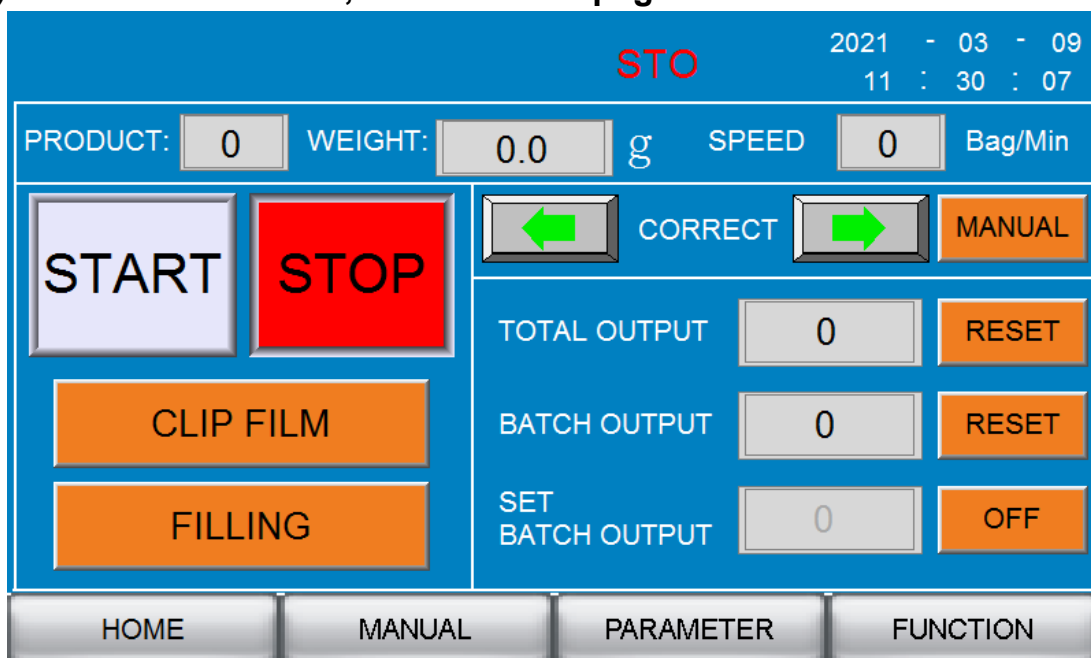 STO
2021 - 03 - 09
11 : 30 : 07
PRODUCT: 0 WEIGHT: 0.0 g SPEED 0 Bag/Min
START STOP
CORRECT MANUAL
TOTAL OUTPUT 0 RESET
CLIP FILM
BATCH OUTPUT 0 RESET
FILLING
SET
BATCH OUTPUT 0 OFF
HOME MANUAL PARAMETER FUNCTION